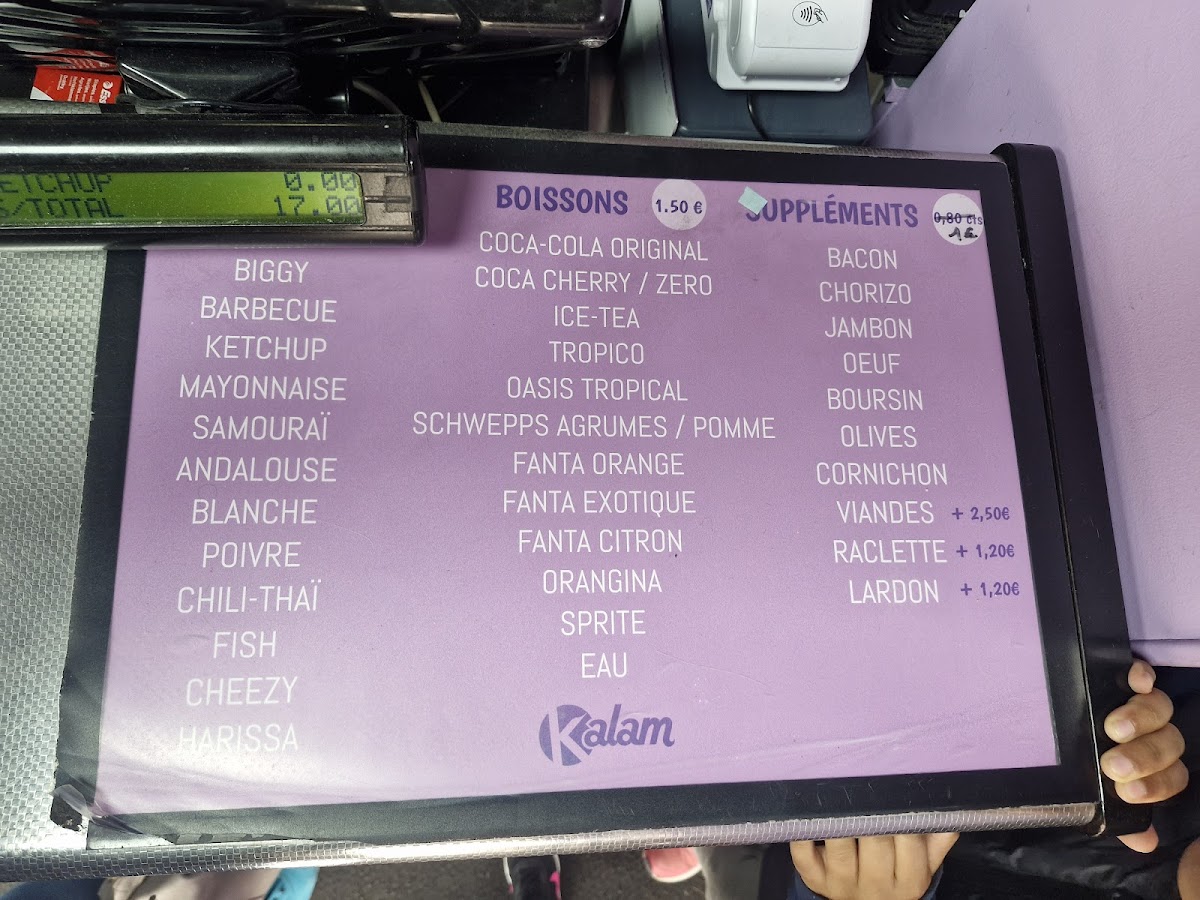 ETCHUP 0.00
S/TOTAL 17.00
BIGGY
BARBECUE
KETCHUP
MAYONNAISE
SAMOURAÏ
ANDALOUSE
BLANCHE
POIVRE
CHILI-THAÏ
FISH
CHEEZY
HARISSA
BOISSONS 1.50 €
COCA-COLA ORIGINAL
COCA CHERRY / ZERO
ICE-TEA
TROPICO
OASIS TROPICAL
SCHWEPPS AGRUMES / POMME
FANTA ORANGE
FANTA EXOTIQUE
FANTA CITRON
ORANGINA
SPRITE
EAU
Kalam
SUPPLÉMENTS 0,80 cts
1€
BACON
CHORIZO
JAMBON
OEUF
BOURSIN
OLIVES
CORNICHON
VIANDES + 2,50€
RACLETTE + 1,20€
LARDON + 1,20€